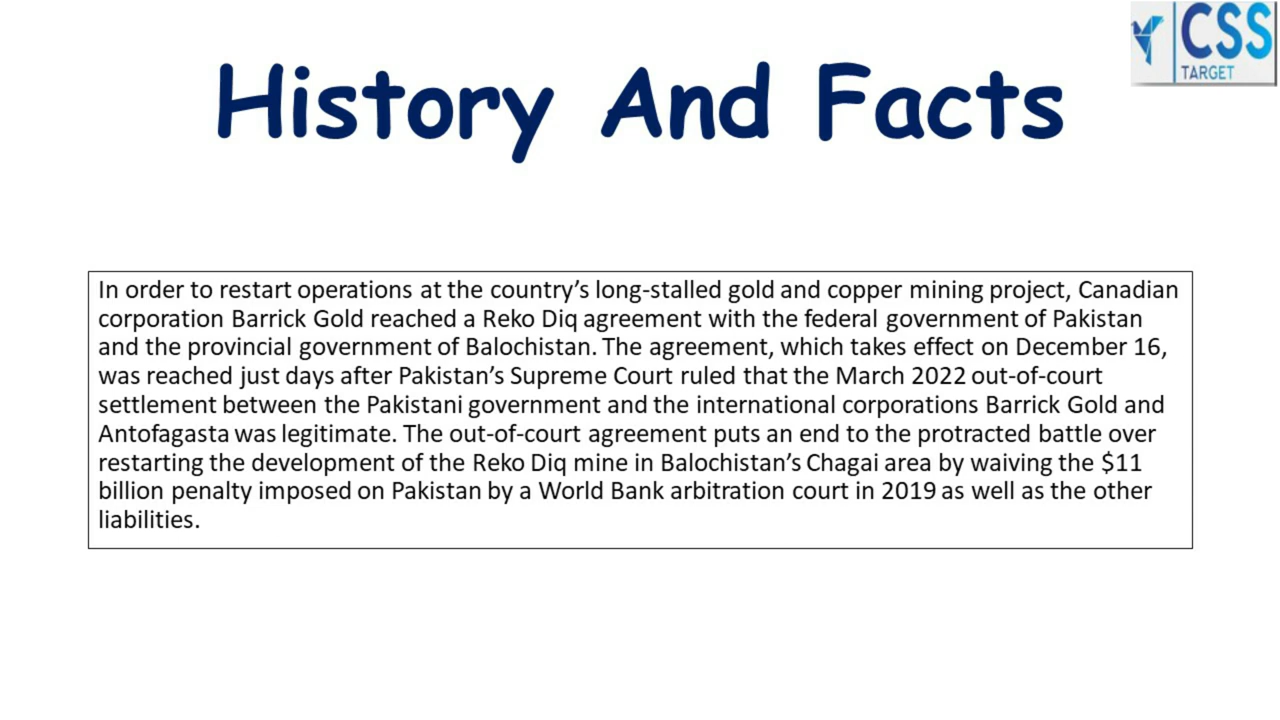 CSS
TARGET
History And Facts
In order to restart operations at the country’s long-stalled gold and copper mining project, Canadian
corporation Barrick Gold reached a Reko Diq agreement with the federal government of Pakistan
and the provincial government of Balochistan. The agreement, which takes effect on December 16,
was reached just days after Pakistan’s Supreme Court ruled that the March 2022 out-of-court
settlement between the Pakistani government and the international corporations Barrick Gold and
Antofagasta was legitimate. The out-of-court agreement puts an end to the protracted battle over
restarting the development of the Reko Diq mine in Balochistan’s Chagai area by waiving the $11
billion penalty imposed on Pakistan by a World Bank arbitration court in 2019 as well as the other
liabilities.